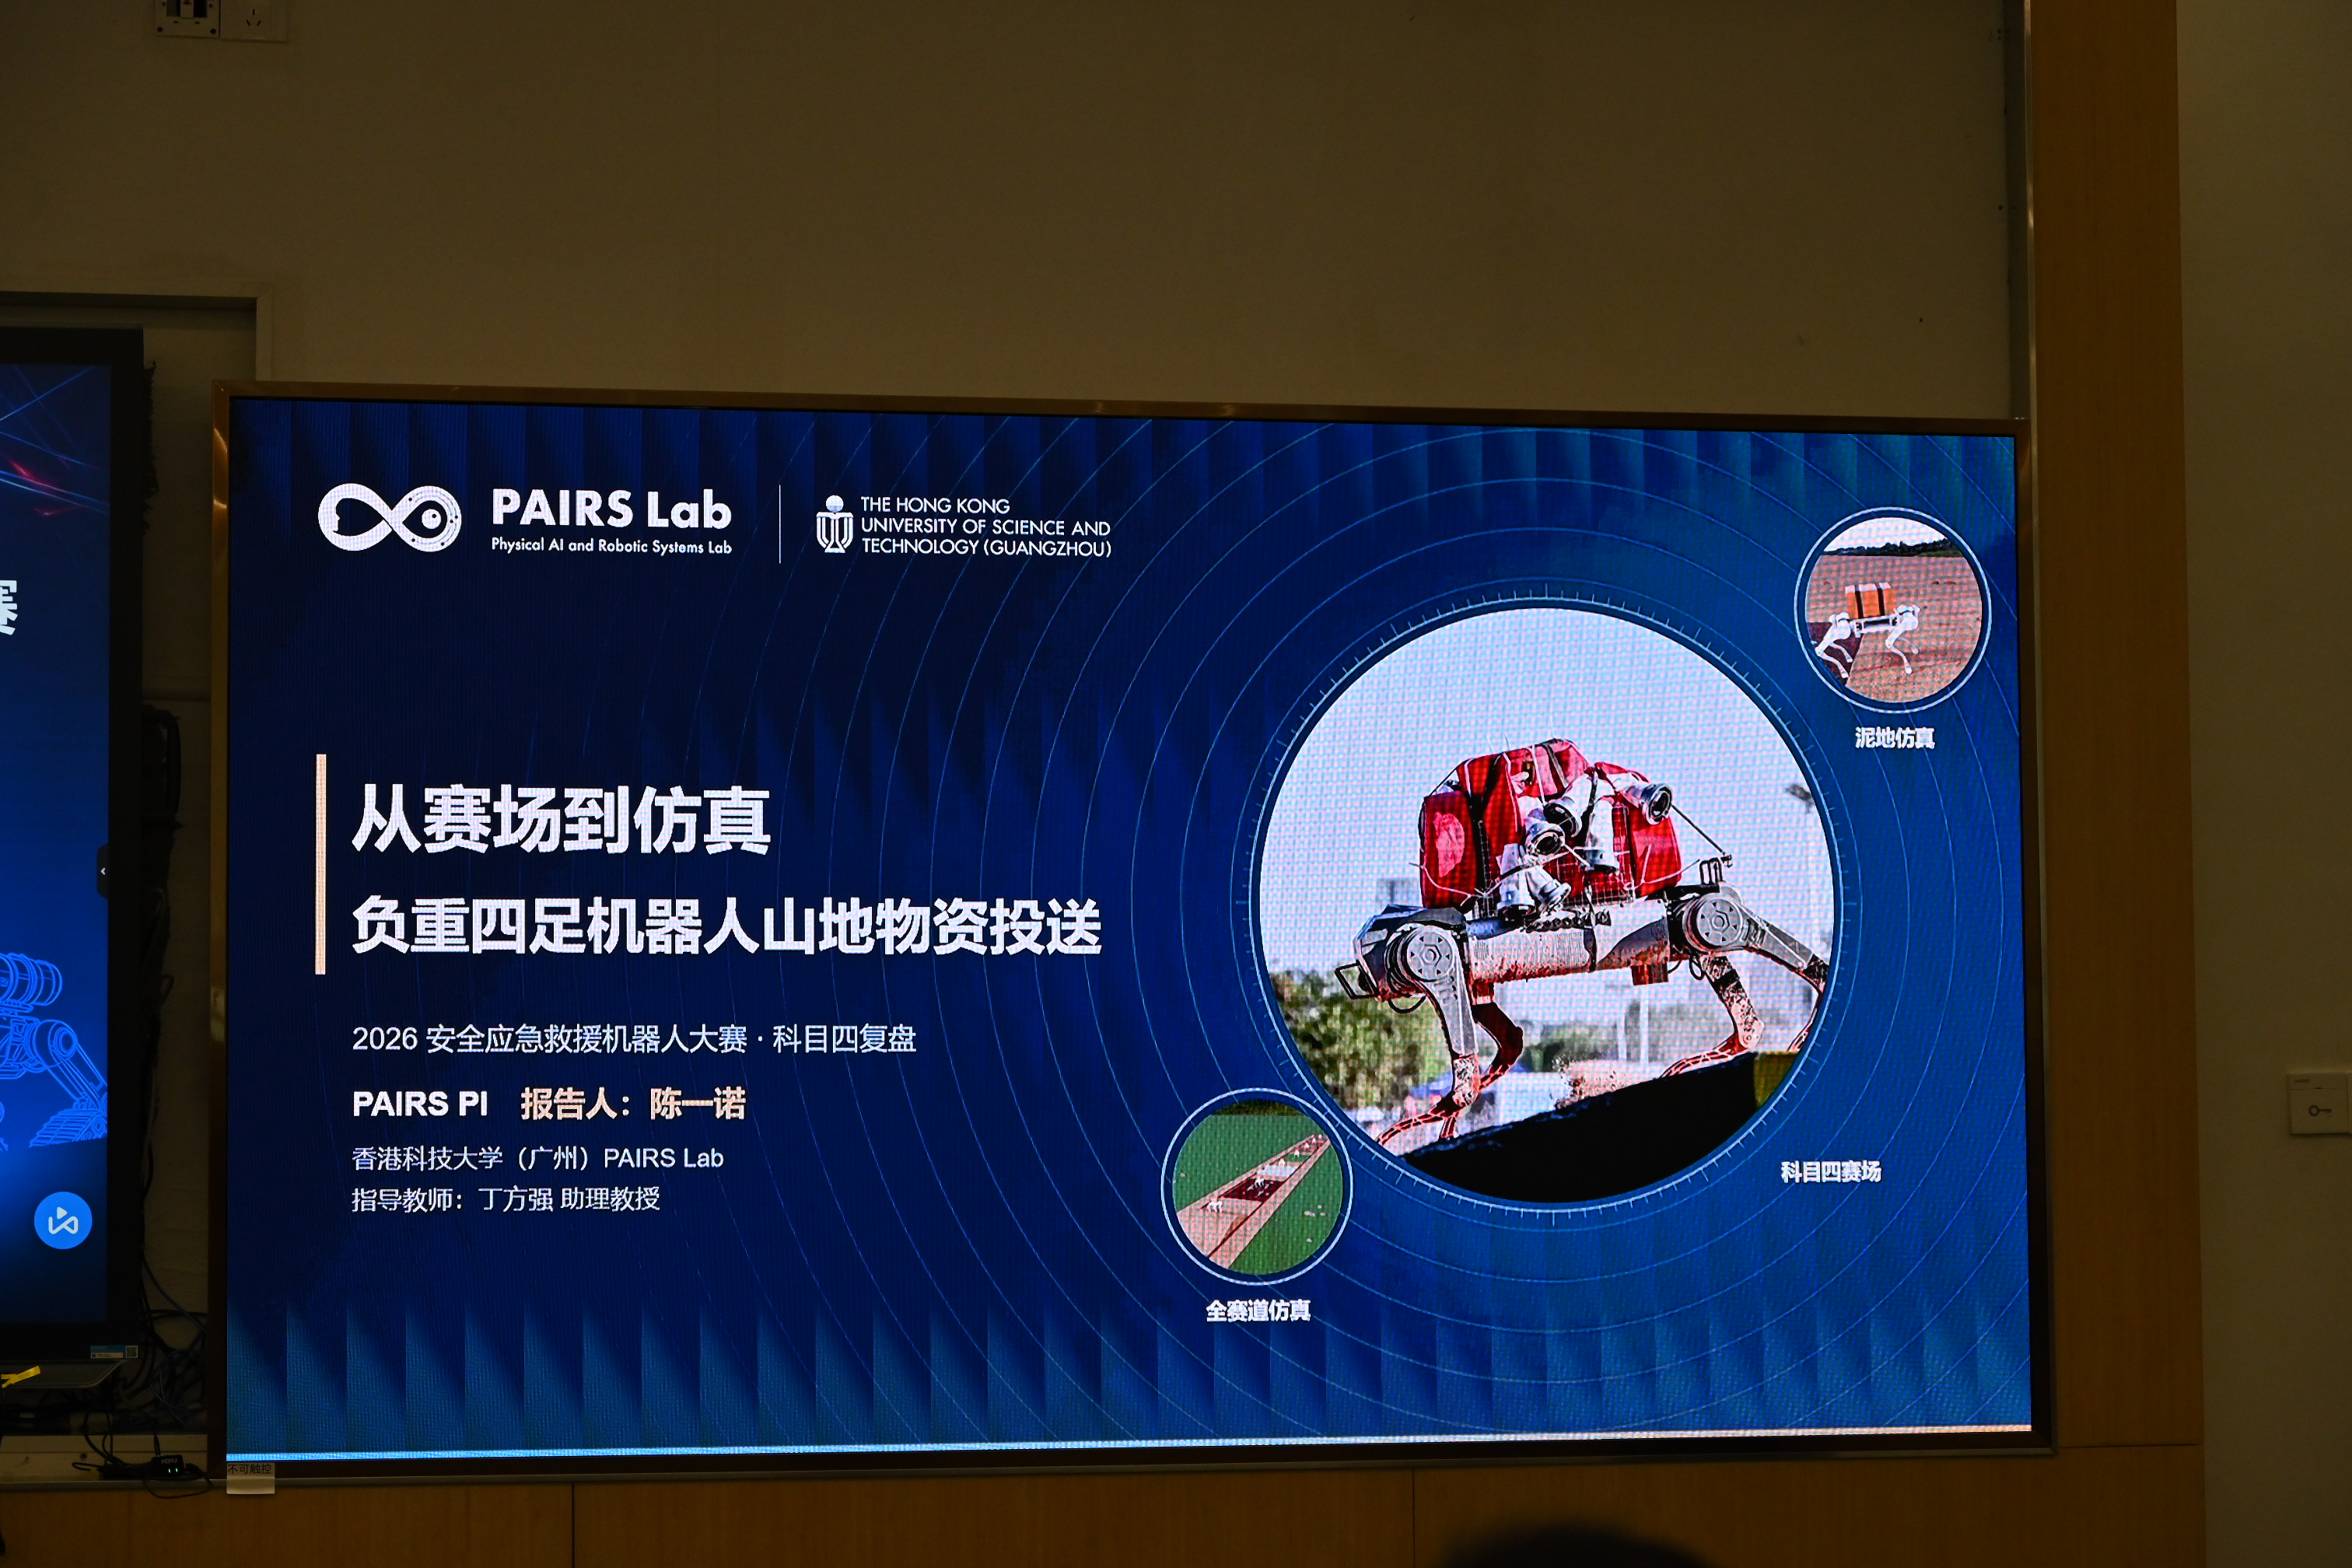 赛
PAIRS Lab
Physical AI and Robotic Systems Lab
THE HONG KONG
UNIVERSITY OF SCIENCE AND
TECHNOLOGY (GUANGZHOU)
泥地仿真
从赛场到仿真
负重四足机器人山地物资投送
2026 安全应急救援机器人大赛 · 科目四复盘
PAIRS PI 报告人：陈一诺
香港科技大学（广州）PAIRS Lab
指导教师：丁方强 助理教授
科目四赛场
全赛道仿真
不可触控